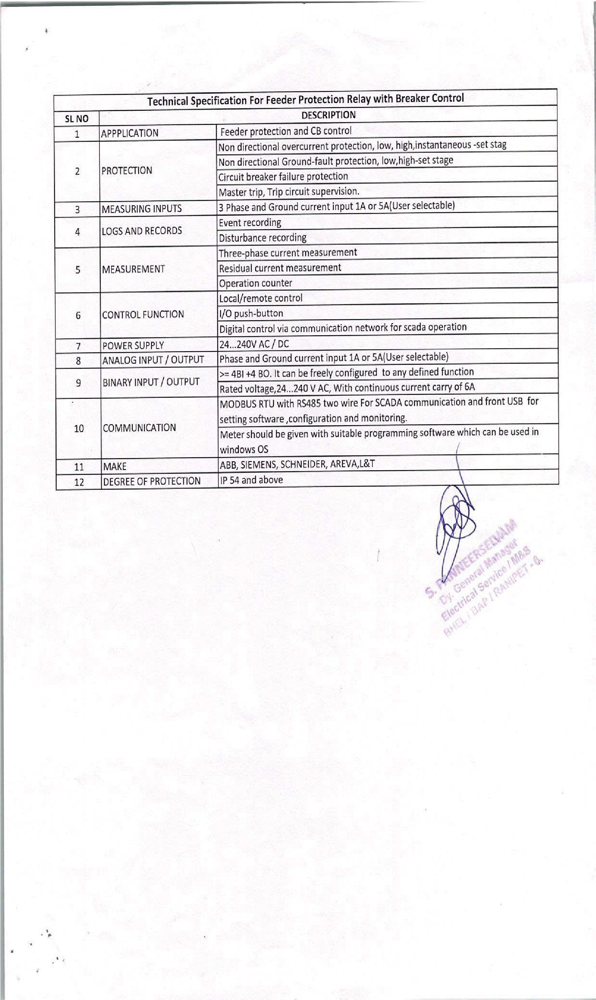 Technical Specification For Feeder Protection Relay with Breaker Control
SL NO DESCRIPTION
1 APPPLICATION Feeder protection and CB control
2 PROTECTION Non directional overcurrent protection, low, high,instantaneous -set stag
Non directional Ground-fault protection, low,high-set stage
Circuit breaker failure protection
Master trip, Trip circuit supervision.
3 MEASURING INPUTS 3 Phase and Ground current input 1A or 5A(User selectable)
4 LOGS AND RECORDS Event recording
Disturbance recording
5 MEASUREMENT Three-phase current measurement
Residual current measurement
Operation counter
6 CONTROL FUNCTION Local/remote control
I/O push-button
Digital control via communication network for scada operation
7 POWER SUPPLY 24...240V AC / DC
8 ANALOG INPUT / OUTPUT Phase and Ground current input 1A or 5A(User selectable)
9 BINARY INPUT / OUTPUT >= 4BI +4 BO. It can be freely configured to any defined function
Rated voltage,24...240 V AC, With continuous current carry of 6A
10 COMMUNICATION MODBUS RTU with RS485 two wire For SCADA communication and front USB for
setting software ,configuration and monitoring.
Meter should be given with suitable programming software which can be used in
windows OS
11 MAKE ABB, SIEMENS, SCHNEIDER, AREVA,L&T
12 DEGREE OF PROTECTION IP 54 and above
S. PANNEERSELVAM
Dy. General Manager
Electrical Service / M&S
BHEL / BAP / RANIPET - 6.